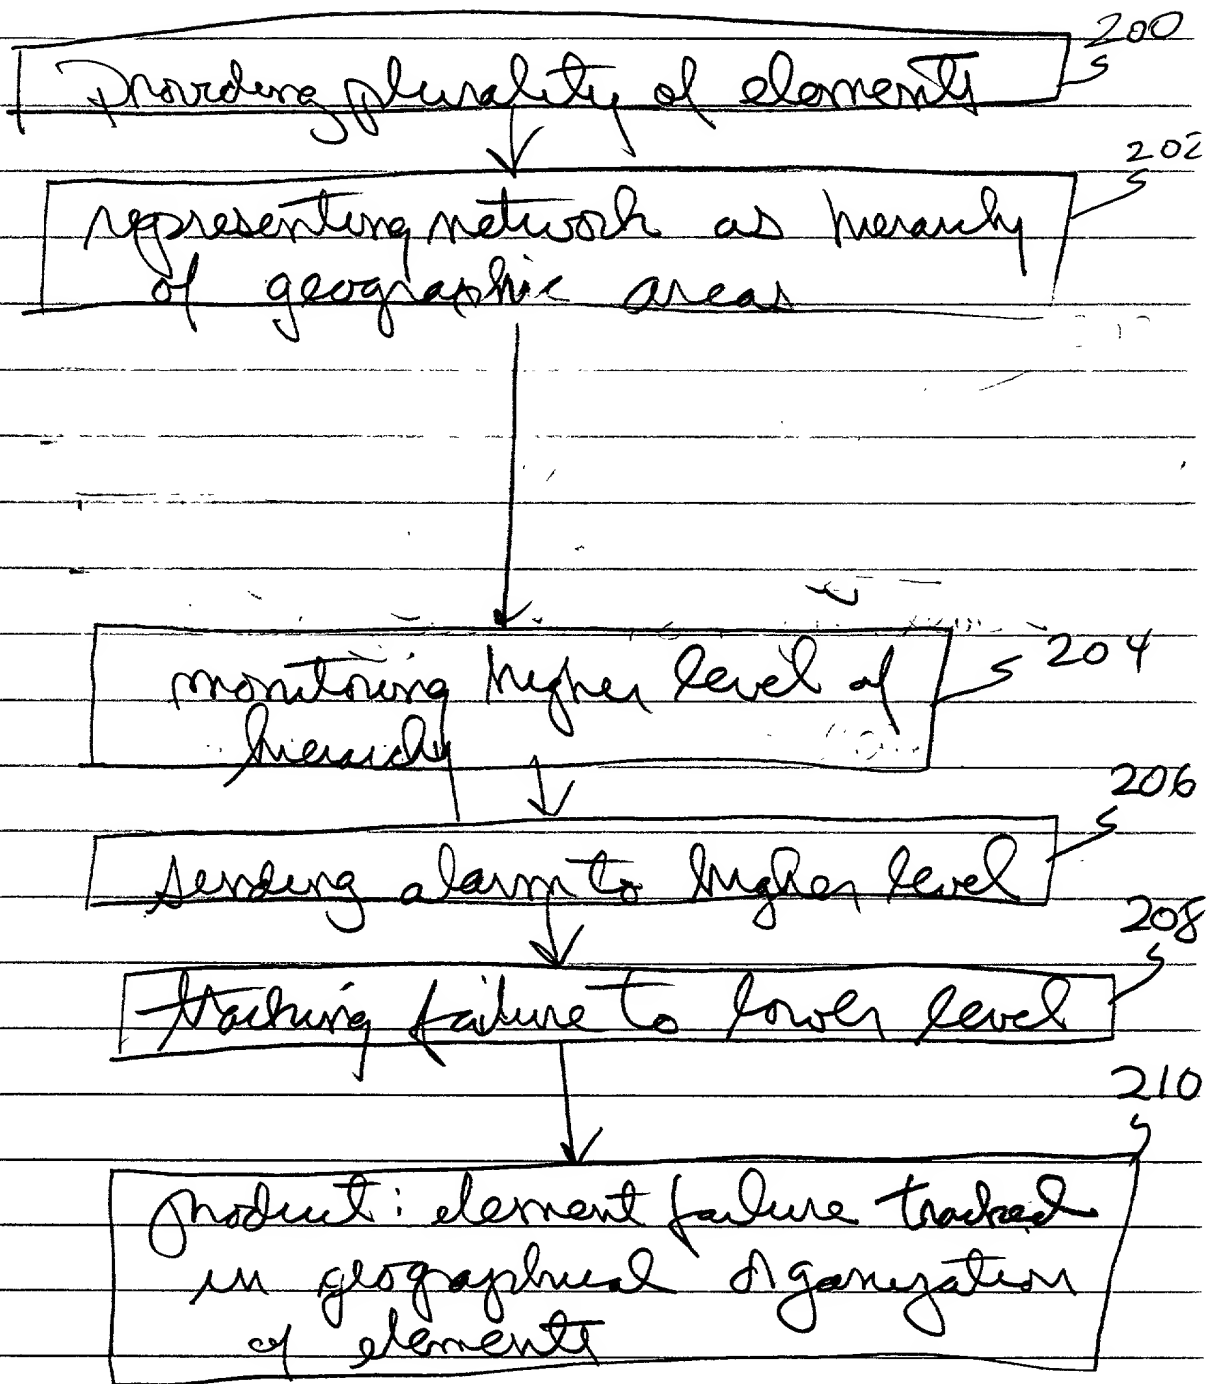 200
providing plurality of elements
202
representing network as hierarchy
of geographic areas
204
monitoring higher level of
hierarchy
206
sending alarm to higher level
208
tracking failure to lower level
210
product: element failure tracked
in geographical organization
of elements